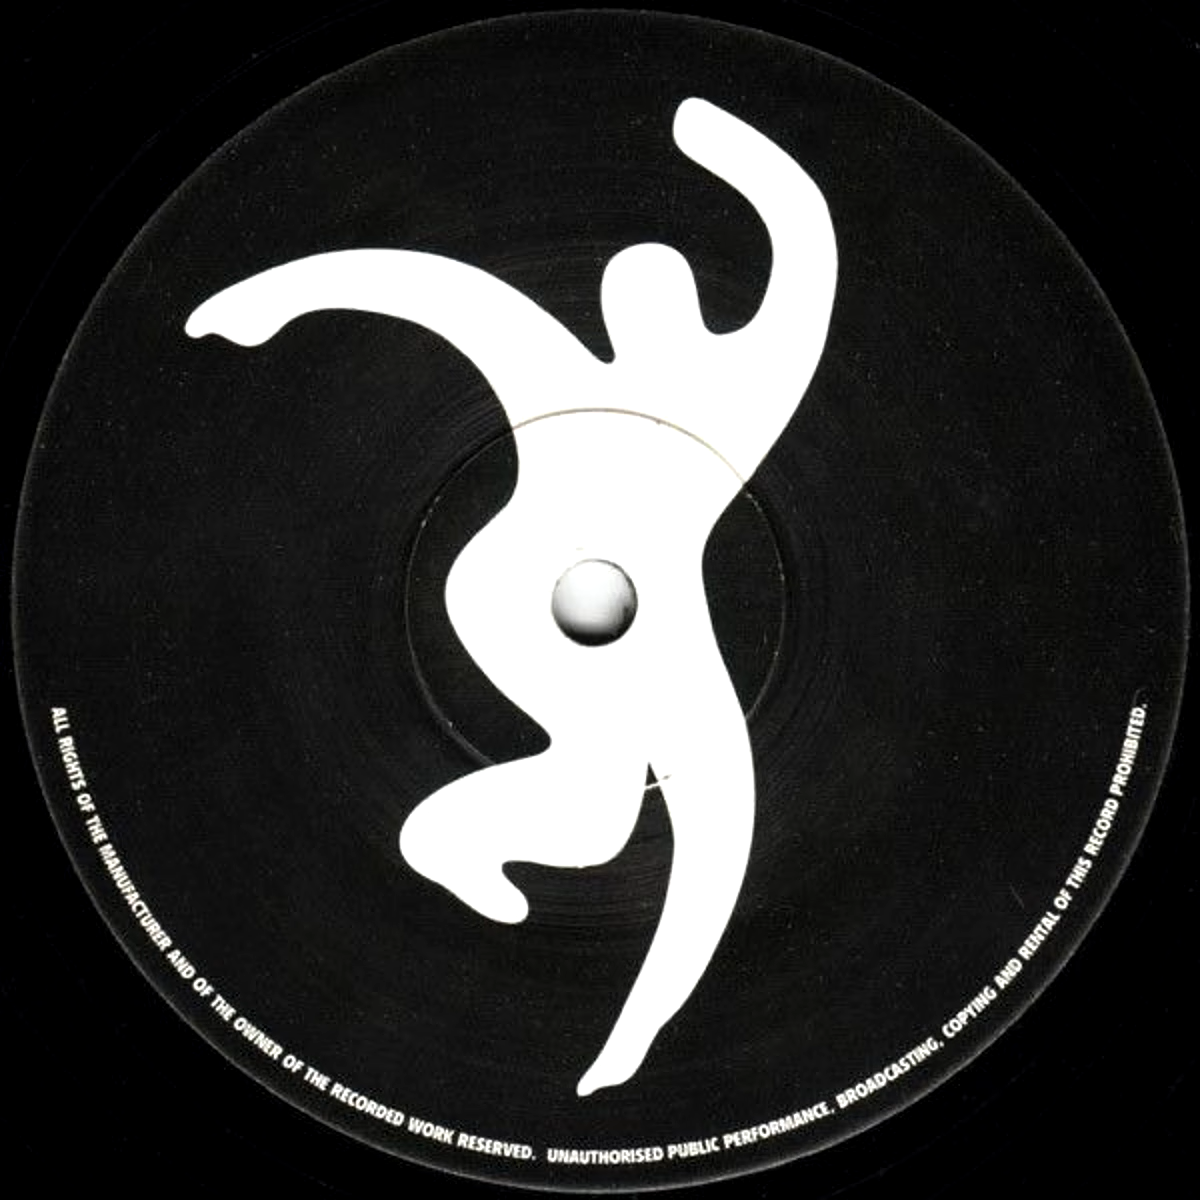 ALL RIGHTS OF THE MANUFACTURER AND OF THE OWNER OF THE RECORDED WORK RESERVED. UNAUTHORISED PUBLIC PERFORMANCE, BROADCASTING, COPYING AND RENTAL OF THIS RECORD PROHIBITED.